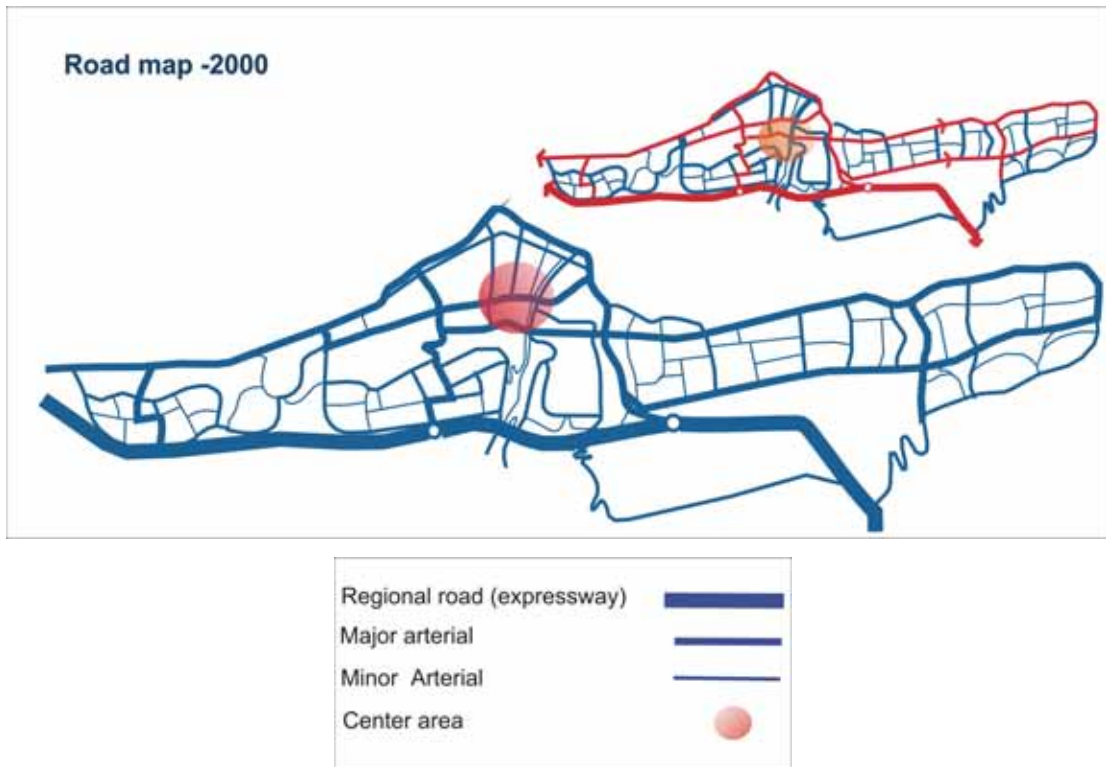 Road map -2000
Regional road (expressway)
Major arterial
Minor Arterial
Center area